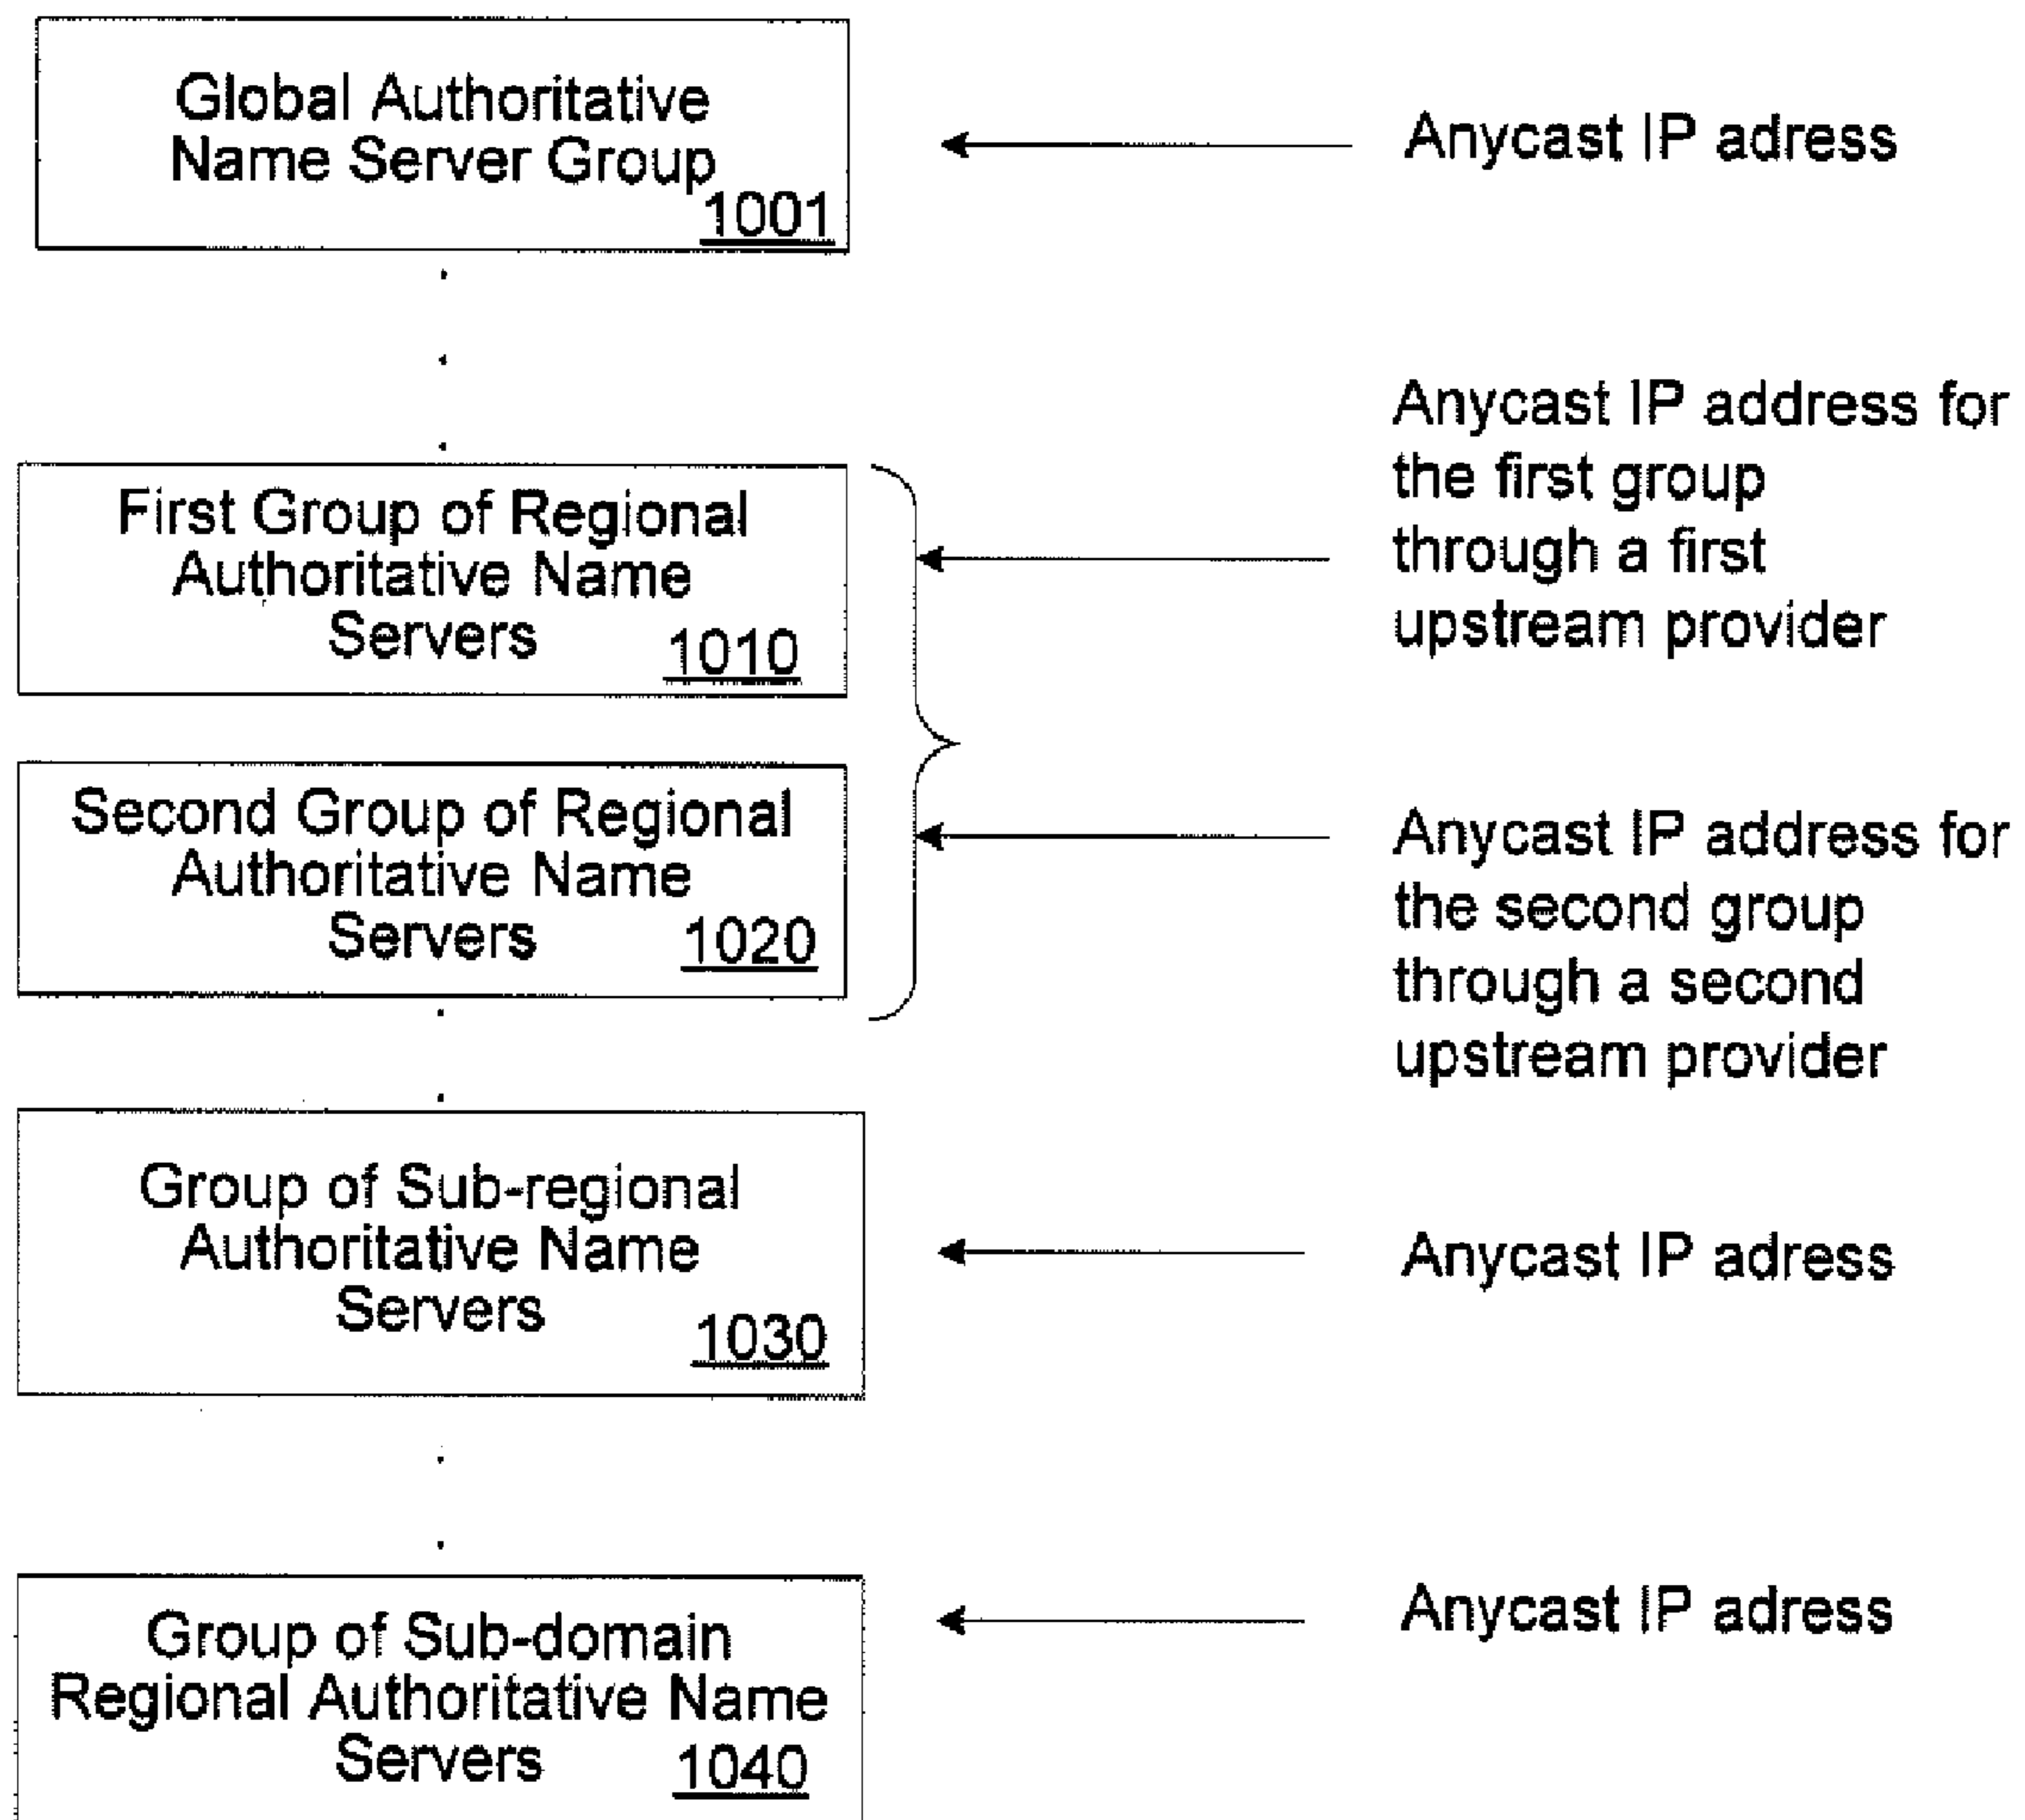 Global Authoritative
Name Server Group
1001
Anycast IP adress
First Group of Regional
Authoritative Name
Servers 1010
Anycast IP address for
the first group
through a first
upstream provider
Second Group of Regional
Authoritative Name
Servers 1020
Anycast IP address for
the second group
through a second
upstream provider
Group of Sub-regional
Authoritative Name
Servers
1030
Anycast IP adress
Group of Sub-domain
Regional Authoritative Name
Servers 1040
Anycast IP adress